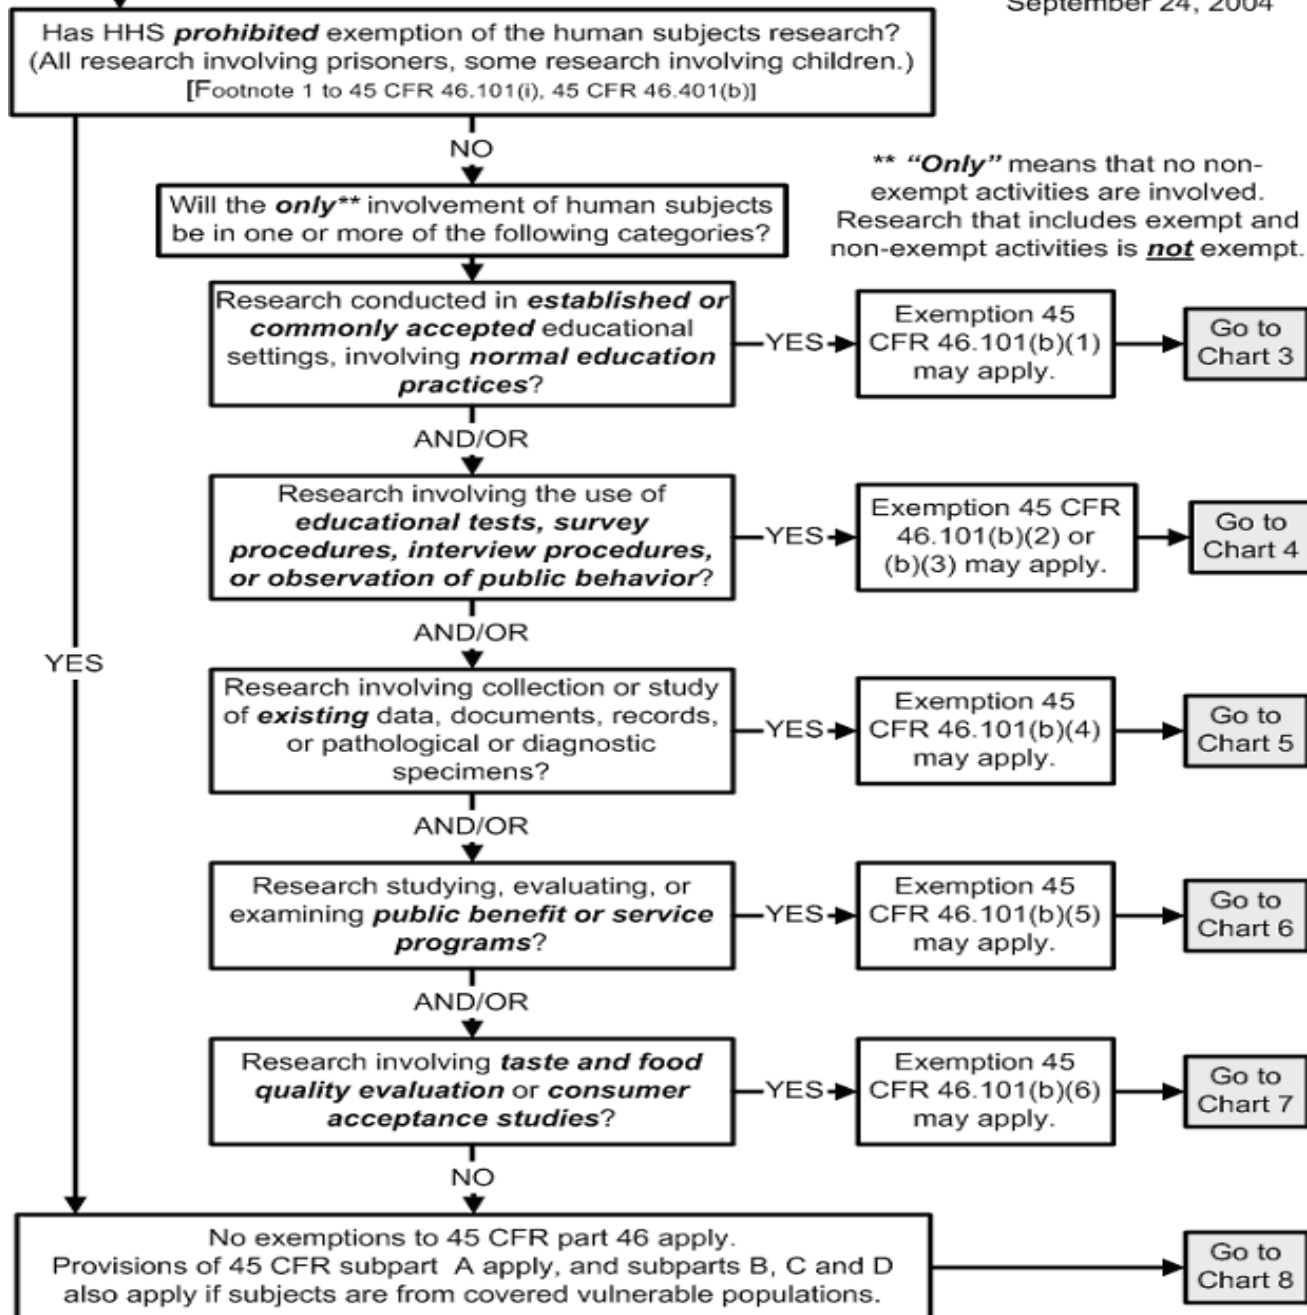 September 24, 2004
Has HHS prohibited exemption of the human subjects research?
(All research involving prisoners, some research involving children.)
[Footnote 1 to 45 CFR 46.101(i), 45 CFR 46.401(b)]
NO
** “Only” means that no non-
exempt activities are involved.
Research that includes exempt and
non-exempt activities is not exempt.
Will the only** involvement of human subjects
be in one or more of the following categories?
Research conducted in established or
commonly accepted educational
settings, involving normal education
practices?
YES
Exemption 45
CFR 46.101(b)(1)
may apply.
Go to
Chart 3
AND/OR
Research involving the use of
educational tests, survey
procedures, interview procedures,
or observation of public behavior?
YES
Exemption 45 CFR
46.101(b)(2) or
(b)(3) may apply.
Go to
Chart 4
AND/OR
YES
Research involving collection or study
of existing data, documents, records,
or pathological or diagnostic
specimens?
YES
Exemption 45
CFR 46.101(b)(4)
may apply.
Go to
Chart 5
AND/OR
Research studying, evaluating, or
examining public benefit or service
programs?
YES
Exemption 45
CFR 46.101(b)(5)
may apply.
Go to
Chart 6
AND/OR
Research involving taste and food
quality evaluation or consumer
acceptance studies?
YES
Exemption 45
CFR 46.101(b)(6)
may apply.
Go to
Chart 7
NO
No exemptions to 45 CFR part 46 apply.
Provisions of 45 CFR subpart A apply, and subparts B, C and D
also apply if subjects are from covered vulnerable populations.
Go to
Chart 8